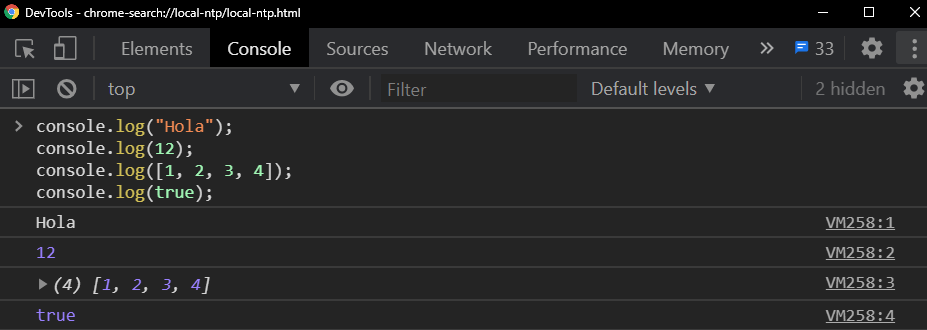 DevTools - chrome-search://local-ntp/local-ntp.html
Elements Console Sources Network Performance Memory » 33
top ▼ Filter Default levels ▼ 2 hidden
> console.log("Hola");
console.log(12);
console.log([1, 2, 3, 4]);
console.log(true);
Hola VM258:1
12 VM258:2
▶ (4) [1, 2, 3, 4] VM258:3
true VM258:4